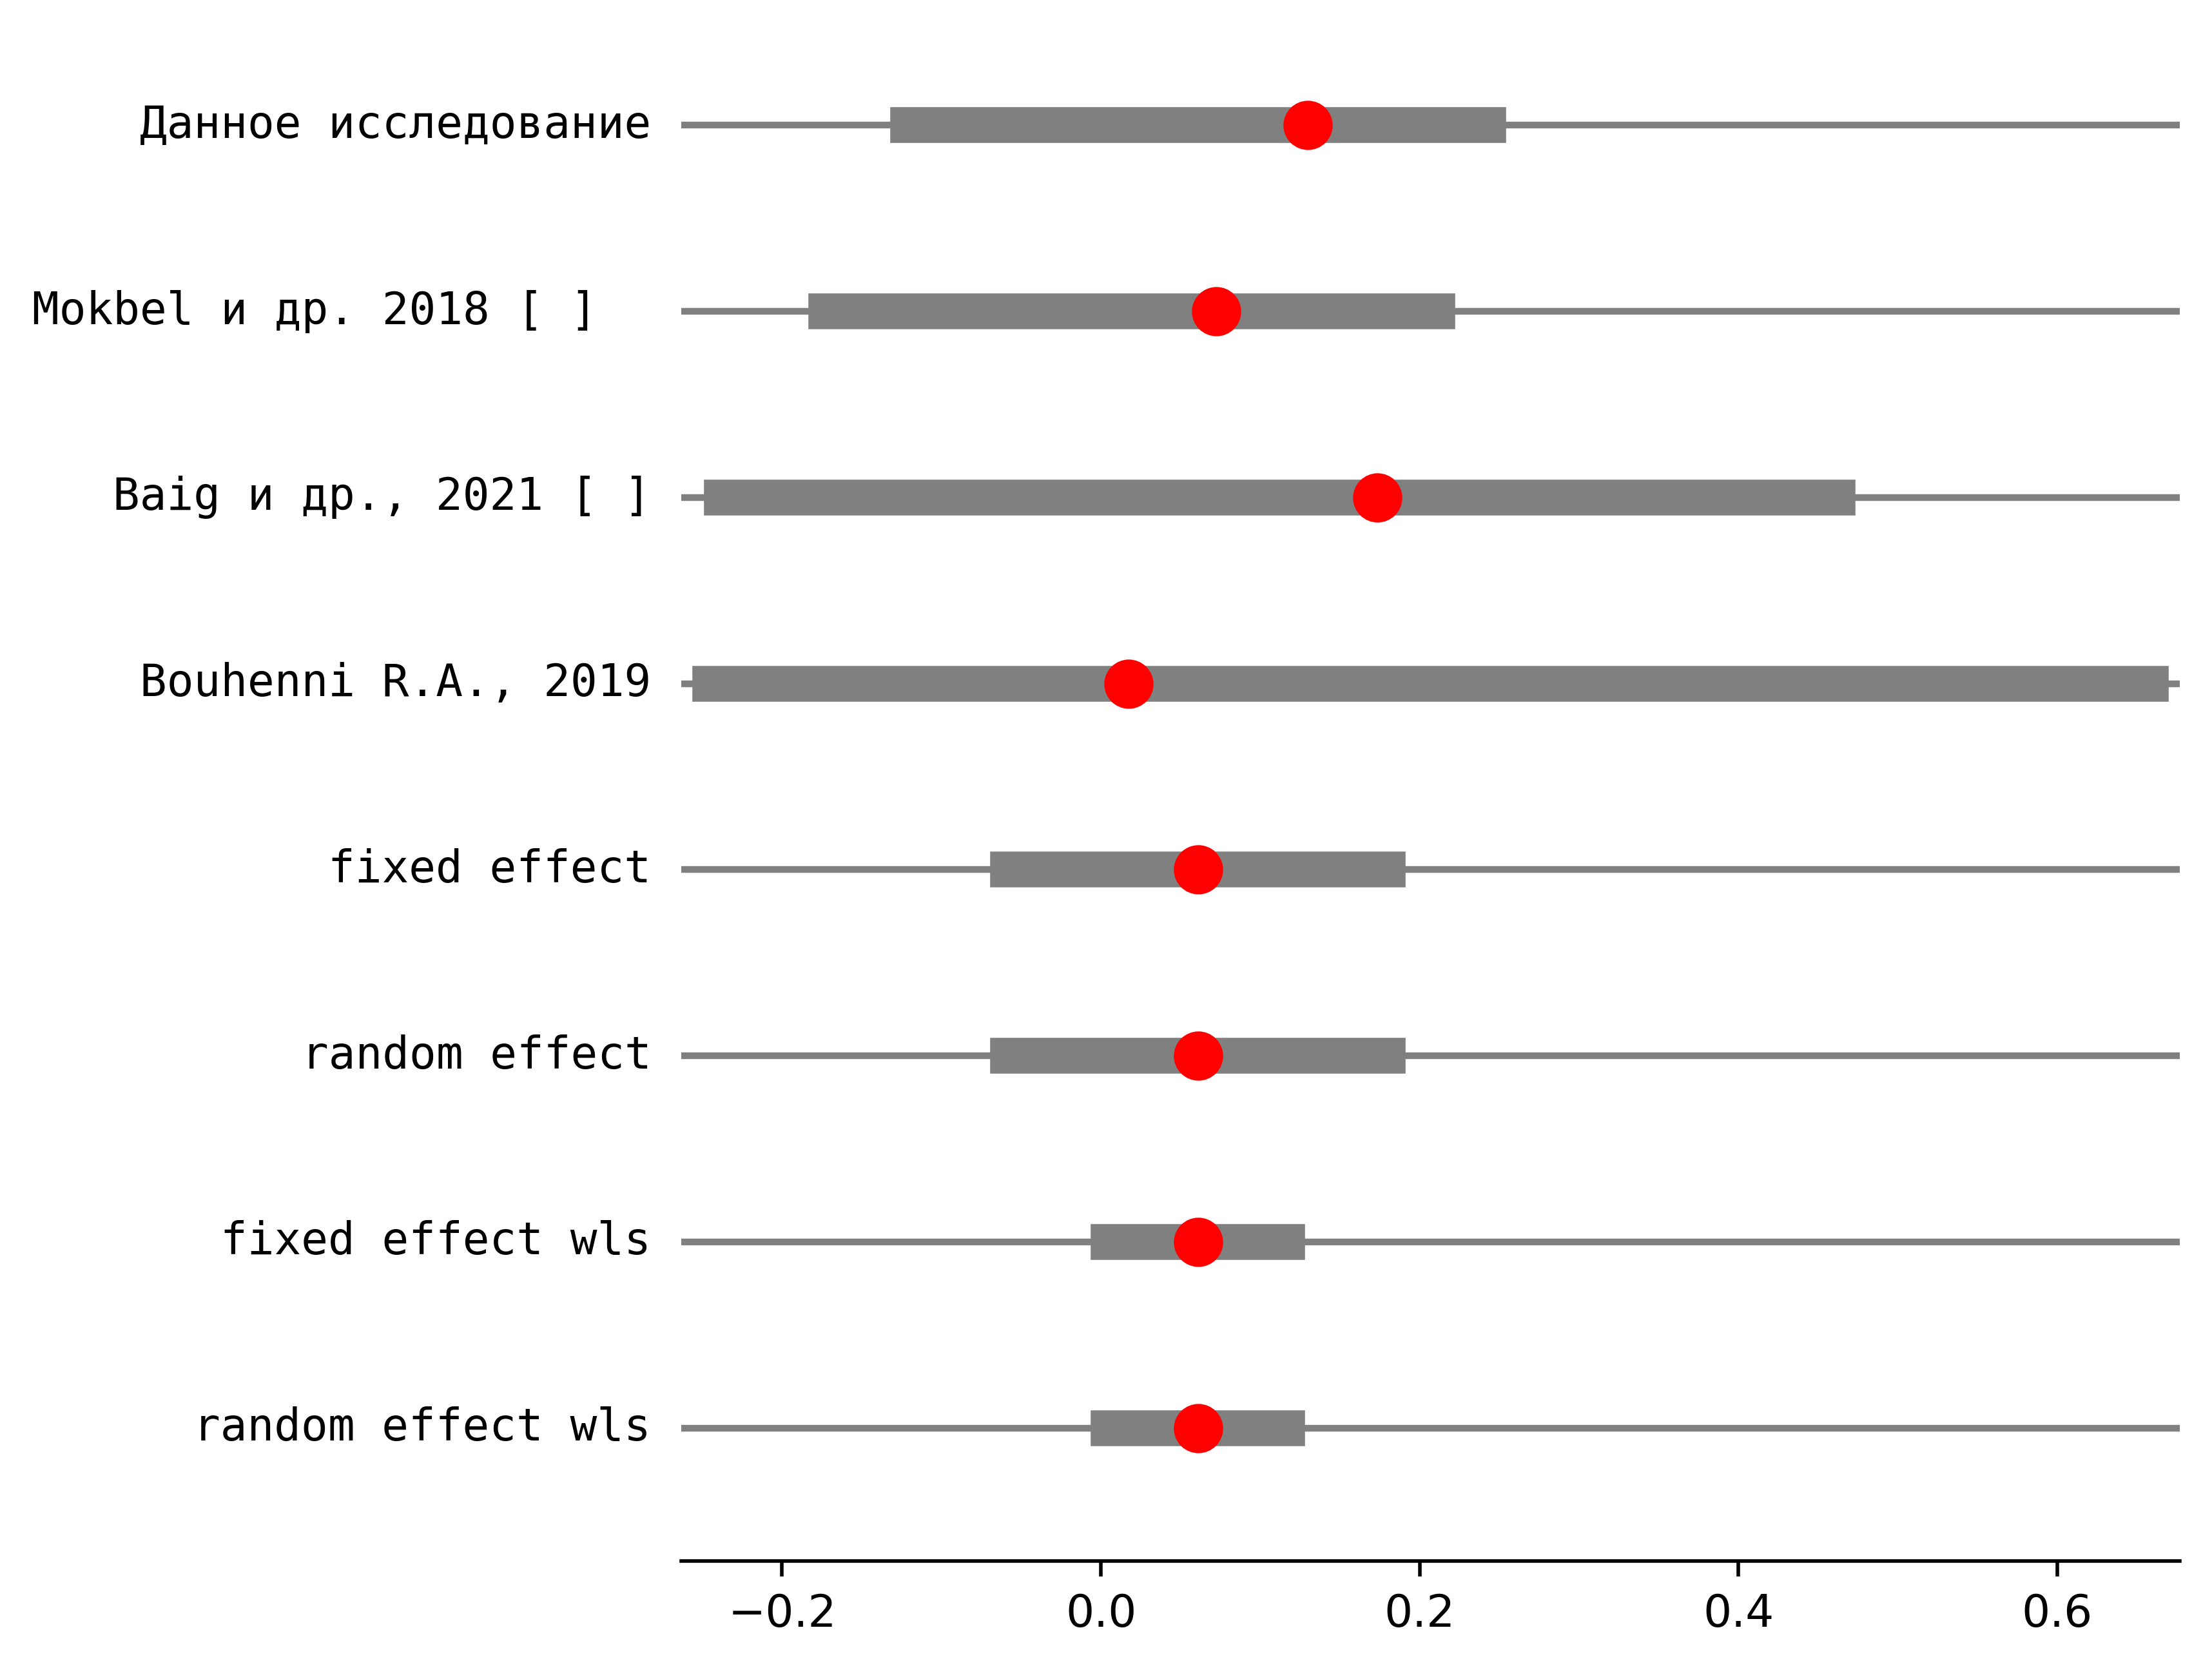 Данное исследование
Mokbel и др. 2018 [ ]
Baig и др., 2021 [ ]
Bouhenni R.A., 2019
fixed effect
random effect
fixed effect wls
random effect wls
−0.2 0.0 0.2 0.4 0.6